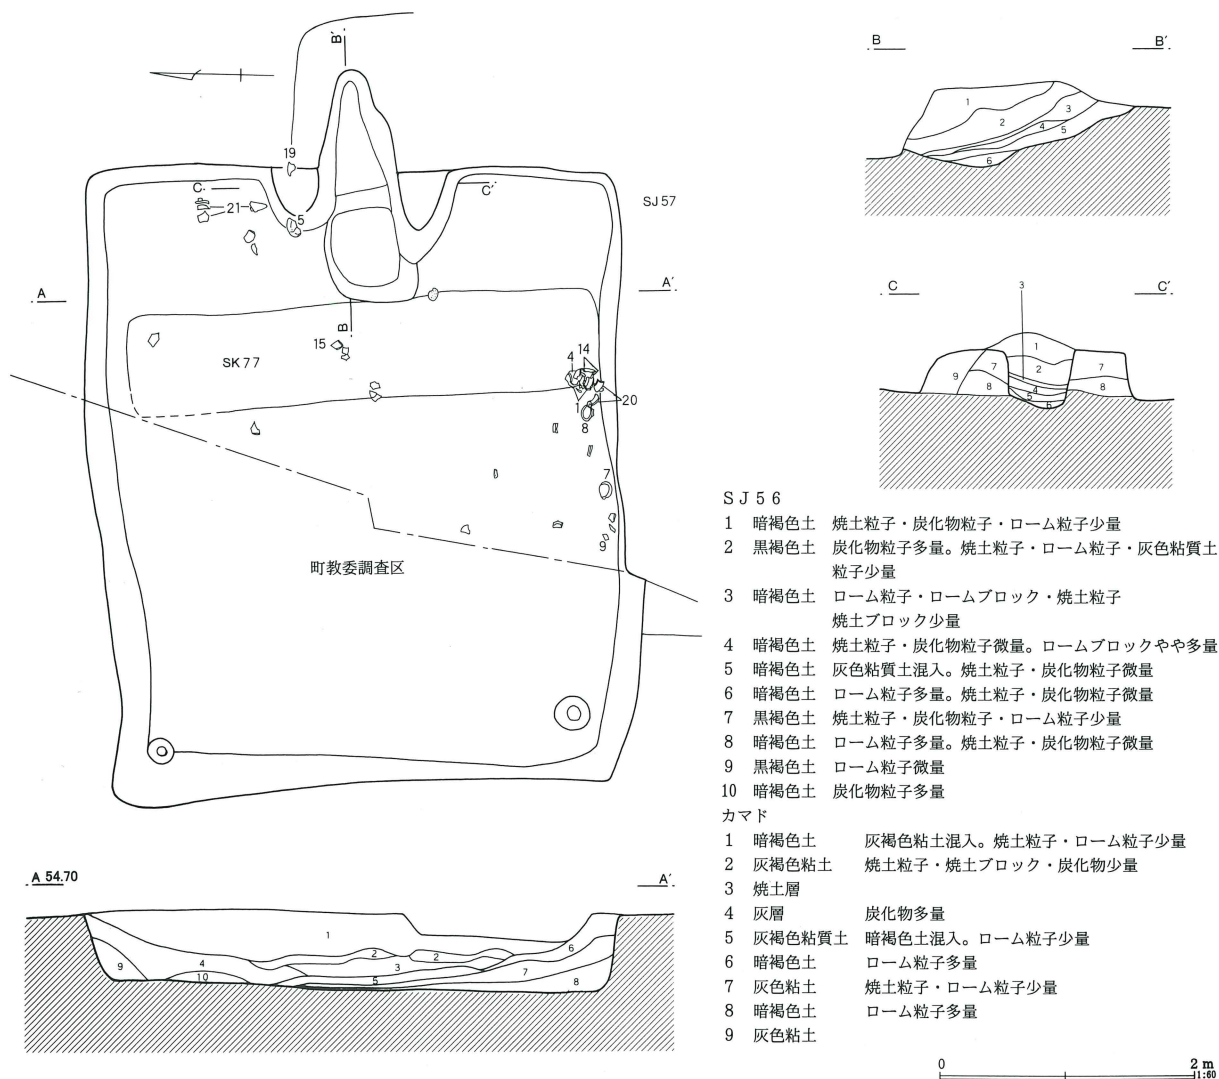 B′
19
C
C′
21
5
SJ 57
A
A′
B
15
SK 77
4
14
1
20
8
7
9
町教委調査区
A 54.70
A′
1
2
2
6
4
3
7
9
10
5
8
B
B′
1
2
3
4
5
6
C
C′
3
1
2
7
7
9
8
4
8
5
6
SJ56
1 暗褐色土 焼土粒子・炭化物粒子・ローム粒子少量
2 黒褐色土 炭化物粒子多量。焼土粒子・ローム粒子・灰色粘質土
粒子少量
3 暗褐色土 ローム粒子・ロームブロック・焼土粒子
焼土ブロック少量
4 暗褐色土 焼土粒子・炭化物粒子微量。ロームブロックやや多量
5 暗褐色土 灰色粘質土混入。焼土粒子・炭化物粒子微量
6 暗褐色土 ローム粒子多量。焼土粒子・炭化物粒子微量
7 黒褐色土 焼土粒子・炭化物粒子・ローム粒子少量
8 暗褐色土 ローム粒子多量。焼土粒子・炭化物粒子微量
9 黒褐色土 ローム粒子微量
10 暗褐色土 炭化物粒子多量
カマド
1 暗褐色土 灰褐色粘土混入。焼土粒子・ローム粒子少量
2 灰褐色粘土 焼土粒子・焼土ブロック・炭化物少量
3 焼土層
4 灰層 炭化物多量
5 灰褐色粘質土 暗褐色土混入。ローム粒子少量
6 暗褐色土 ローム粒子多量
7 灰色粘土 焼土粒子・ローム粒子少量
8 暗褐色土 ローム粒子多量
9 灰色粘土
0 2 m
1:60